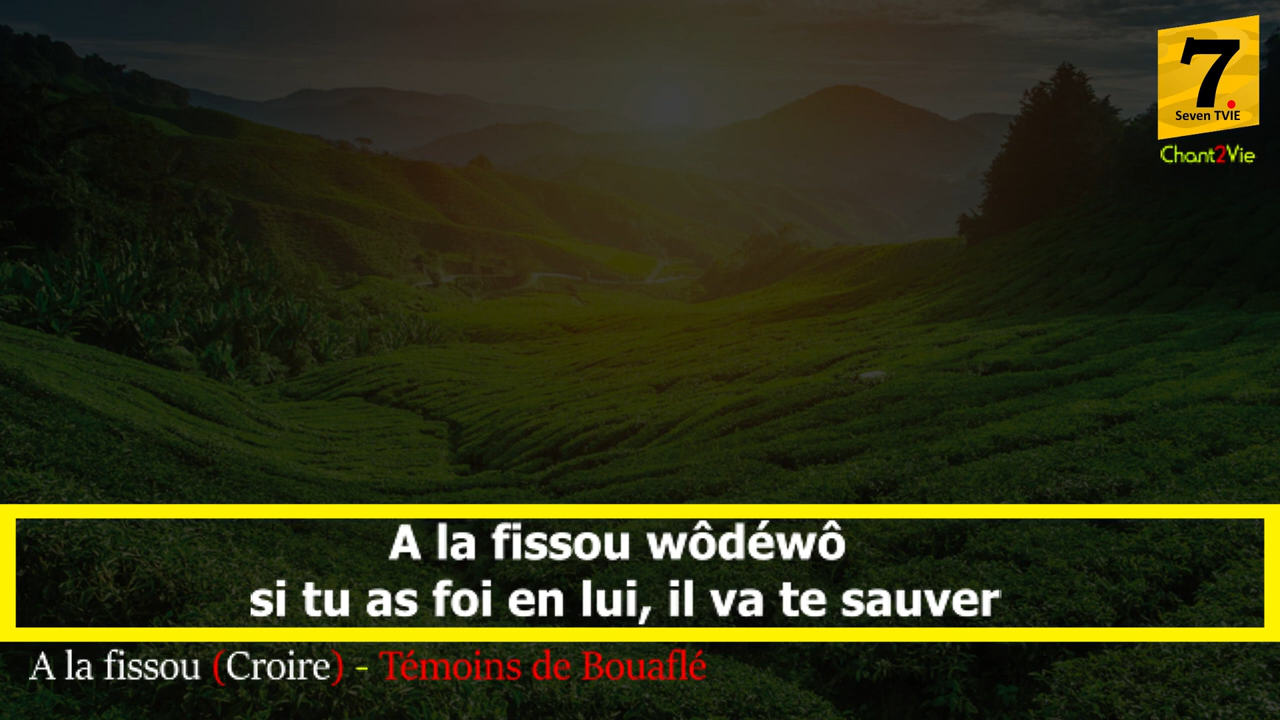 7.
Seven TVIE
Chant2Vie
A la fissou wôdéwô
si tu as foi en lui, il va te sauver
A la fissou (Croire) - Témoins de Bouaflé